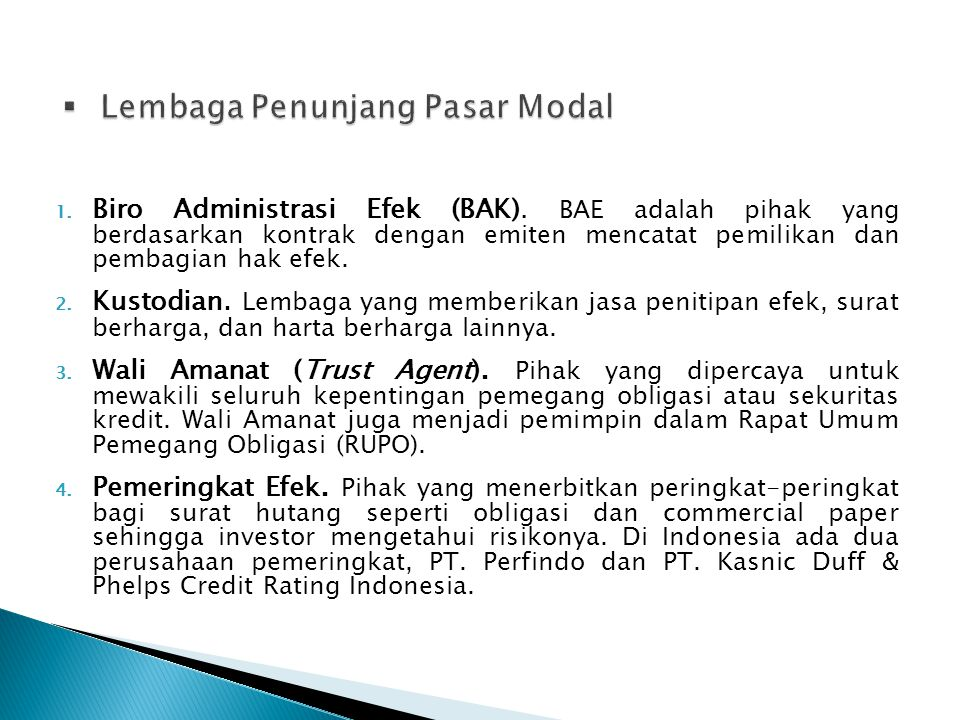 ▪ Lembaga Penunjang Pasar Modal
1. Biro Administrasi Efek (BAK). BAE adalah pihak yang
berdasarkan kontrak dengan emiten mencatat pemilikan dan
pembagian hak efek.
2. Kustodian. Lembaga yang memberikan jasa penitipan efek, surat
berharga, dan harta berharga lainnya.
3. Wali Amanat (Trust Agent). Pihak yang dipercaya untuk
mewakili seluruh kepentingan pemegang obligasi atau sekuritas
kredit. Wali Amanat juga menjadi pemimpin dalam Rapat Umum
Pemegang Obligasi (RUPO).
4. Pemeringkat Efek. Pihak yang menerbitkan peringkat-peringkat
bagi surat hutang seperti obligasi dan commercial paper
sehingga investor mengetahui risikonya. Di Indonesia ada dua
perusahaan pemeringkat, PT. Perfindo dan PT. Kasnic Duff &
Phelps Credit Rating Indonesia.